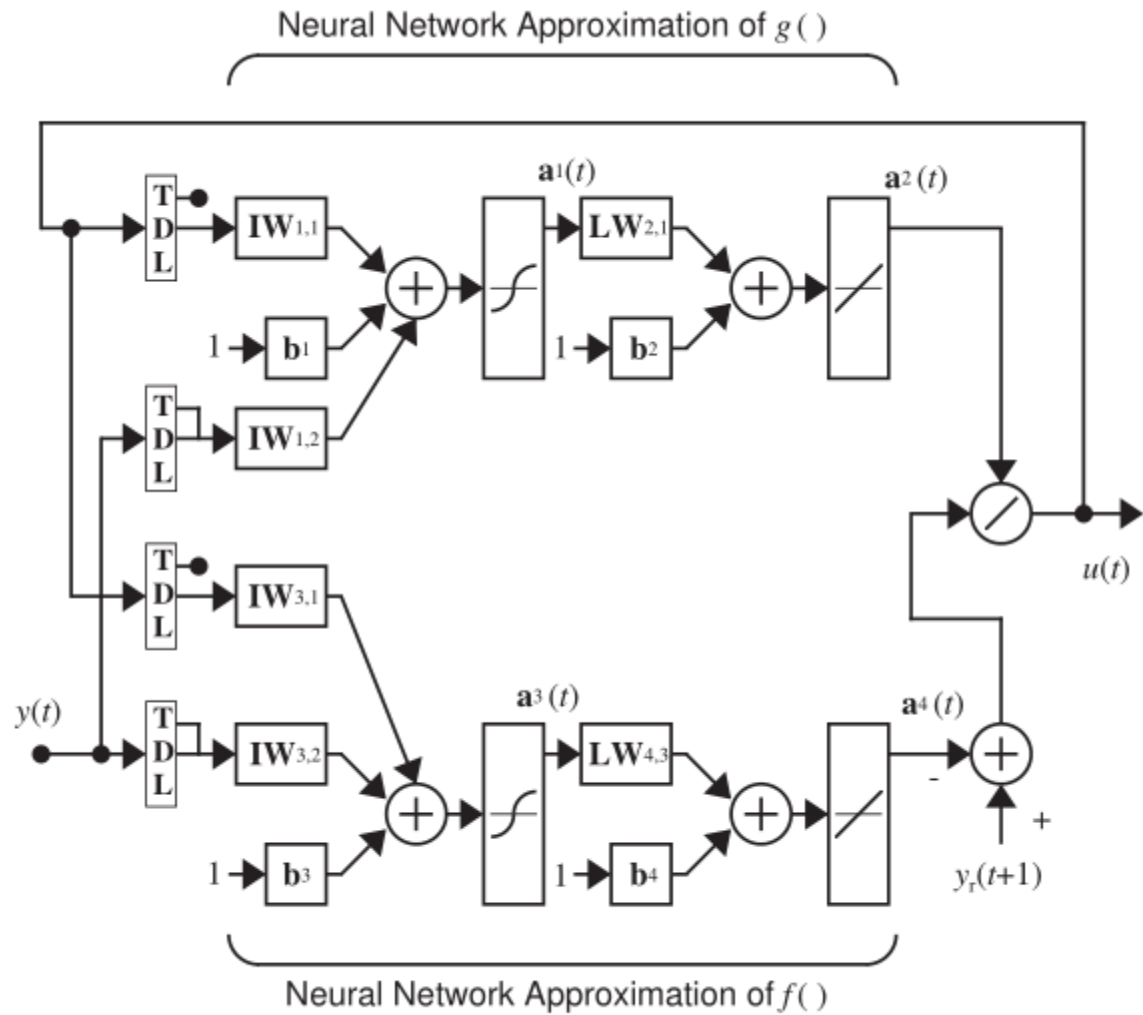 Neural Network Approximation of g ( )
a1(t)
a2 (t)
T
D
L
IW1,1
LW2,1
1
b1
1
b2
T
D
L
IW1,2
T
D
L
IW3,1
u(t)
y(t)
a3 (t)
a4 (t)
T
D
L
IW3,2
LW4,3
-
+
1
b3
1
b4
yr(t+1)
Neural Network Approximation of f ( )